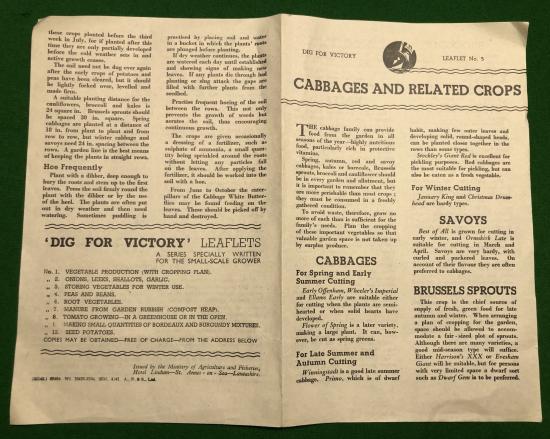 these crops planted before the third
week in July, for if planted after this
time they are only partially developed
before the cold weather sets in and
active growth ceases.
The soil need not be dug over again
after the early crops of potatoes and
peas have been cleared, but it should
be lightly forked over, levelled and
made firm.
A suitable planting distance for the
cauliflowers, broccoli and kales is
24 square in. Brussels sprouts should
be spaced 30 in. square. Spring
cabbages are planted at a distance of
18 in. from plant to plant and from
row to row, but winter cabbage and
savoys need 24 in. spacing between the
rows. A garden line is the best means
of keeping the plants in straight rows.
Hoe Frequently
Plant with a dibber, deep enough to
bury the roots and stem up to the first
leaves. Press the soil firmly round the
plant with the dibber or by the use
of the heel. The plants are often put
out in dry weather and then need
watering. Sometimes puddling is
practised by placing soil and water
in a bucket in which the plants' roots
are plunged before planting.
If dry weather continues, the plants
are watered each day until established
and showing signs of making new
leaves. If any plants die through bad
planting or slug attack the gaps are
filled with further plants from the
seedbed.
Practise frequent hoeing of the soil
between the rows. This not only
prevents the growth of weeds but
aerates the soil, thus encouraging
continuous growth.
The crops are given occasionally
a dressing of a fertilizer, such as
sulphate of ammonia, a small quan-
tity being sprinkled around the roots
without letting any particles fall
on the leaves. After applying the
fertilizer, it should be worked into the
soil with a hoe.
From June to October the cater-
pillars of the Cabbage White Butter-
flies may be found feeding on the
leaves. These should be picked off by
hand and destroyed.
'DIG FOR VICTORY' LEAFLETS
A SERIES SPECIALLY WRITTEN
FOR THE SMALL-SCALE GROWER
No. 1. VEGETABLE PRODUCTION (WITH CROPPING PLAN).
„ 2. ONIONS, LEEKS, SHALLOTS, GARLIC.
„ 3. STORING VEGETABLES FOR WINTER USE.
„ 4. PEAS AND BEANS.
„ 6. ROOT VEGETABLES.
„ 7. MANURE FROM GARDEN RUBBISH (COMPOST HEAP).
„ 8. TOMATO GROWING—IN A GREENHOUSE OR IN THE OPEN.
MAKING SMALL QUANTITIES OF BORDEAUX AND BURGUNDY MIXTURES.
SEED POTATOES.
COPIES MAY BE OBTAINED—FREE OF CHARGE—FROM THE ADDRESS BELOW
Issued by the Ministry of Agriculture and Fisheries,
Hotel Lindum—St. Annes-on-Sea—Lancashire.
DIG FOR VICTORY
LEAFLET No. 5
CABBAGES AND RELATED CROPS
THE cabbage family can provide
food from the garden in all
seasons of the year—highly nutritious
food, particularly rich in protective
vitamins.
Spring, autumn, red and savoy
cabbages, kales or borecole, Brussels
sprouts, broccoli and cauliflower should
be in every garden and allotment, but
it is important to remember that they
are more perishable than most crops;
they must be consumed in a freshly
gathered condition.
To avoid waste, therefore, grow no
more of each than is sufficient for the
family's needs. Plan the cropping of
these important vegetables so that
valuable garden space is not taken up
by surplus produce.
CABBAGES
For Spring and Early
Summer Cutting
Early Offenham, Wheeler's Imperial
and Ellams Early are suitable either
for cutting when the plants are semi-
hearted or when solid hearts have
developed.
Flower of Spring is a later variety,
making a large plant. It can, how-
ever, be cut as spring greens.
For Late Summer and
Autumn Cutting
Winningstadt is a good late summer
cabbage. Primo, which is of dwarf
habit, making few outer leaves and
developing solid, round-shaped heads,
can be planted closer together in the
rows than most types.
Stockley's Giant Red is excellent for
pickling purposes. Red cabbages are
the most suitable for pickling, but can
also be eaten as a fresh vegetable.
For Winter Cutting
January King and Christmas Drum-
head are hardy types.
SAVOYS
Best of All is grown for cutting in
early winter, and Ormskirk Late is
suitable for cutting in March and
April. Savoys are very hardy, with
curled and puckered leaves. On
account of their flavour they are often
preferred to cabbages.
BRUSSELS SPROUTS
This crop is the chief source of
supply of fresh, green food for late
autumn and winter. When arranging
a plan of cropping for the garden,
space should be allowed to accom-
modate a fair-sized plot of sprouts.
Although there are many varieties, a
good mid-season type will suffice.
Either Harrison's XXX or Evesham
Giant will be suitable, but for persons
with very limited space a dwarf sort
such as Dwarf Gem is to be preferred.